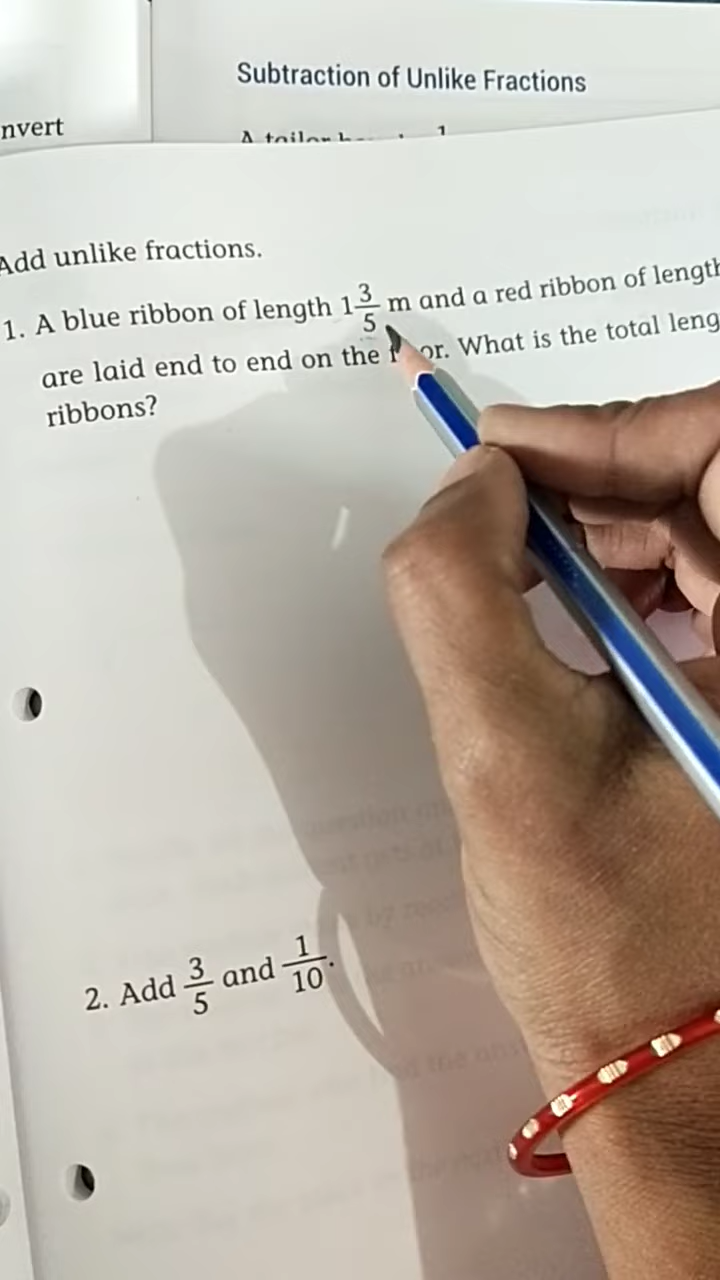 Subtraction of Unlike Fractions
nvert
A tailor 1
Add unlike fractions.
1. A blue ribbon of length 1 3/5 m and a red ribbon of length
are laid end to end on the or. What is the total leng
ribbons?
2. Add 3/5 and 1/10.